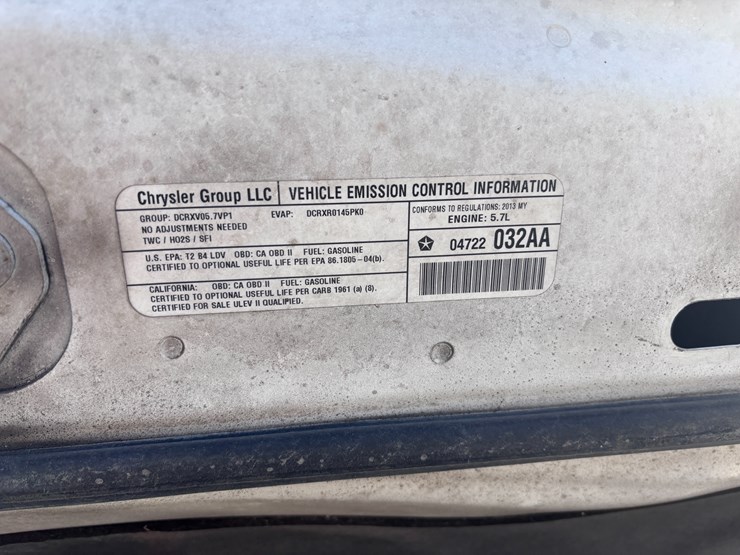 Chrysler Group LLC VEHICLE EMISSION CONTROL INFORMATION
GROUP: DCRXV05.7VP1 EVAP: DCRXR0145PK0
NO ADJUSTMENTS NEEDED
TWC / HO2S / SFI
CONFORMS TO REGULATIONS: 2013 MY
ENGINE: 5.7L
U.S. EPA: T2 B4 LDV OBD: CA OBD II FUEL: GASOLINE
CERTIFIED TO OPTIONAL USEFUL LIFE PER EPA 86.1805-04(b).
04722 032AA
CALIFORNIA: OBD: CA OBD II FUEL: GASOLINE
CERTIFIED TO OPTIONAL USEFUL LIFE PER CARB 1961 (a) (8).
CERTIFIED FOR SALE ULEV II QUALIFIED.